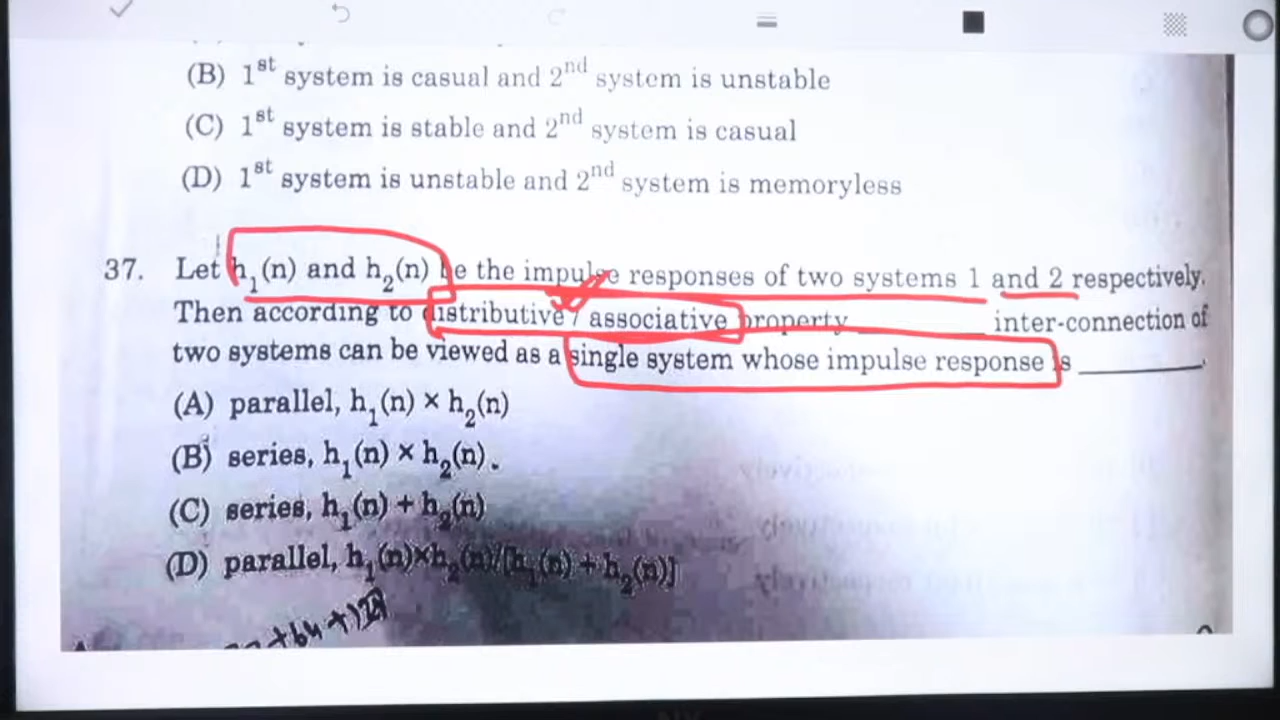 (B) 1st system is casual and 2nd system is unstable
(C) 1st system is stable and 2nd system is casual
(D) 1st system is unstable and 2nd system is memoryless
37. Let h₁(n) and h₂(n) be the impulse responses of two systems 1 and 2 respectively.
Then according to distributive / associative property ________ inter-connection of
two systems can be viewed as a single system whose impulse response is ________.
(A) parallel, h₁(n) × h₂(n)
(B) series, h₁(n) × h₂(n).
(C) series, h₁(n) + h₂(n)
(D) parallel, h₁(n)×h₂(n)/[h₁(n) + h₂(n)]